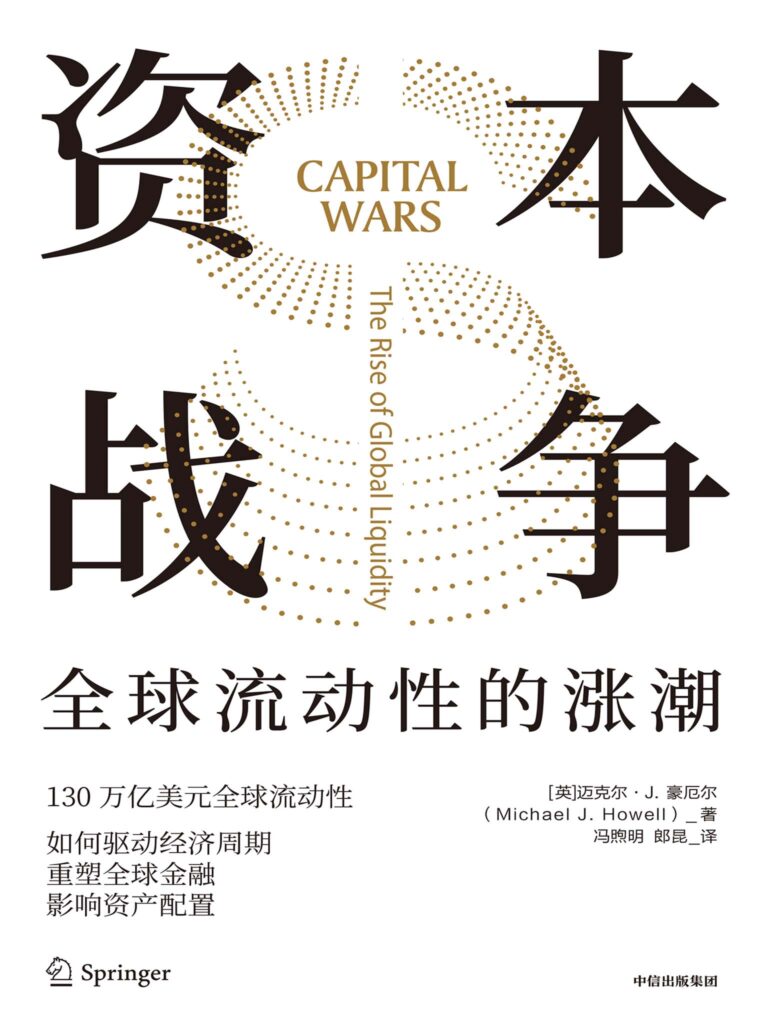 资本
CAPITAL
WARS
The Rise of Global Liquidity
战争
全球流动性的涨潮
130 万亿美元全球流动性
如何驱动经济周期
重塑全球金融
影响资产配置
[英]迈克尔·J. 豪厄尔
（Michael J. Howell）_著
冯煦明 郎昆_译
Springer
中信出版集团